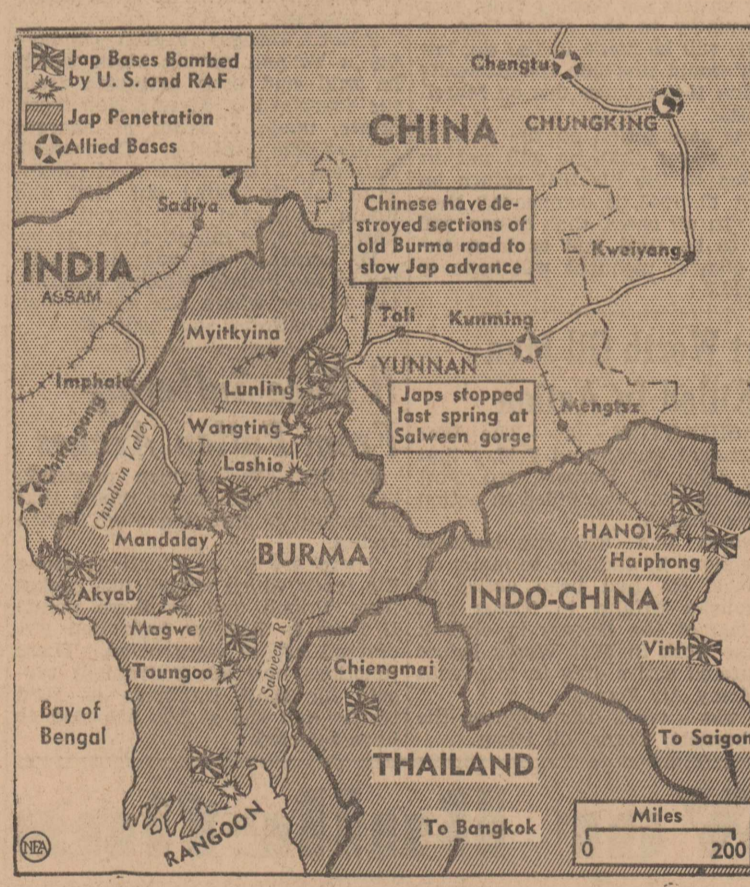 Jap Bases Bombed
by U. S. and RAF
Jap Penetration
Allied Bases
Changtu
CHINA
CHUNGKING
Sadiya
Chinese have de-
stroyed sections of
old Burma road to
slow Jap advance
INDIA
ASSAM
Kweiyang
Myitkyina
Tali
Kunming
YUNNAN
Imphal
Lunling
Japs stopped
last spring at
Salween gorge
Mengtsz
Chittagong
Chindwin Valley
Wangting
Lashio
Mandalay
BURMA
HANOI
Haiphong
Akyab
INDO-CHINA
Magwe
Toungoo
Salween R.
Chiengmai
Vinh
Bay of
Bengal
To Saigon
THAILAND
RANGOON
To Bangkok
Miles
0 200
NEA